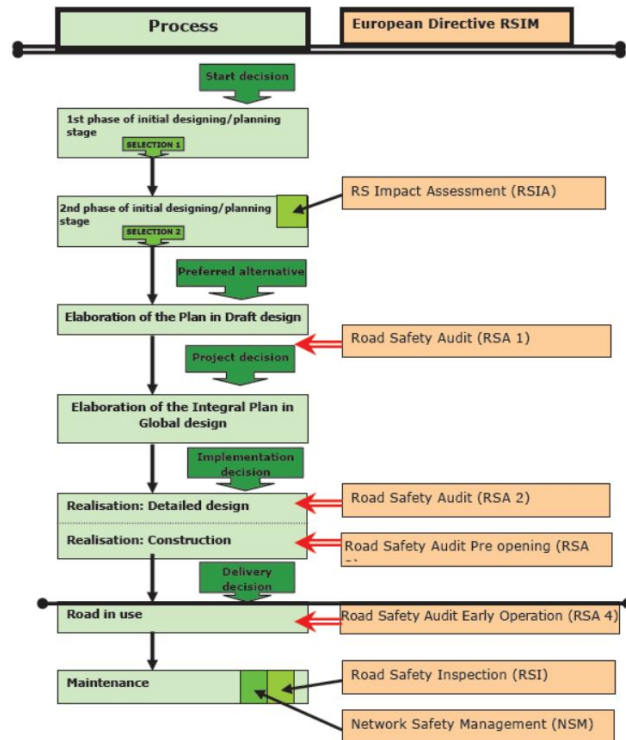 Process
European Directive RSIM
Start decision
1st phase of initial designing/planning
stage
SELECTION 1
RS Impact Assessment (RSIA)
2nd phase of initial designing/planning
stage
SELECTION 2
Preferred alternative
Elaboration of the Plan in Draft design
Road Safety Audit (RSA 1)
Project decision
Elaboration of the Integral Plan in
Global design
Implementation
decision
Realisation: Detailed design
Road Safety Audit (RSA 2)
Realisation: Construction
Road Safety Audit Pre opening (RSA
Delivery
decision
Road in use
Road Safety Audit Early Operation (RSA 4)
Maintenance
Road Safety Inspection (RSI)
Network Safety Management (NSM)